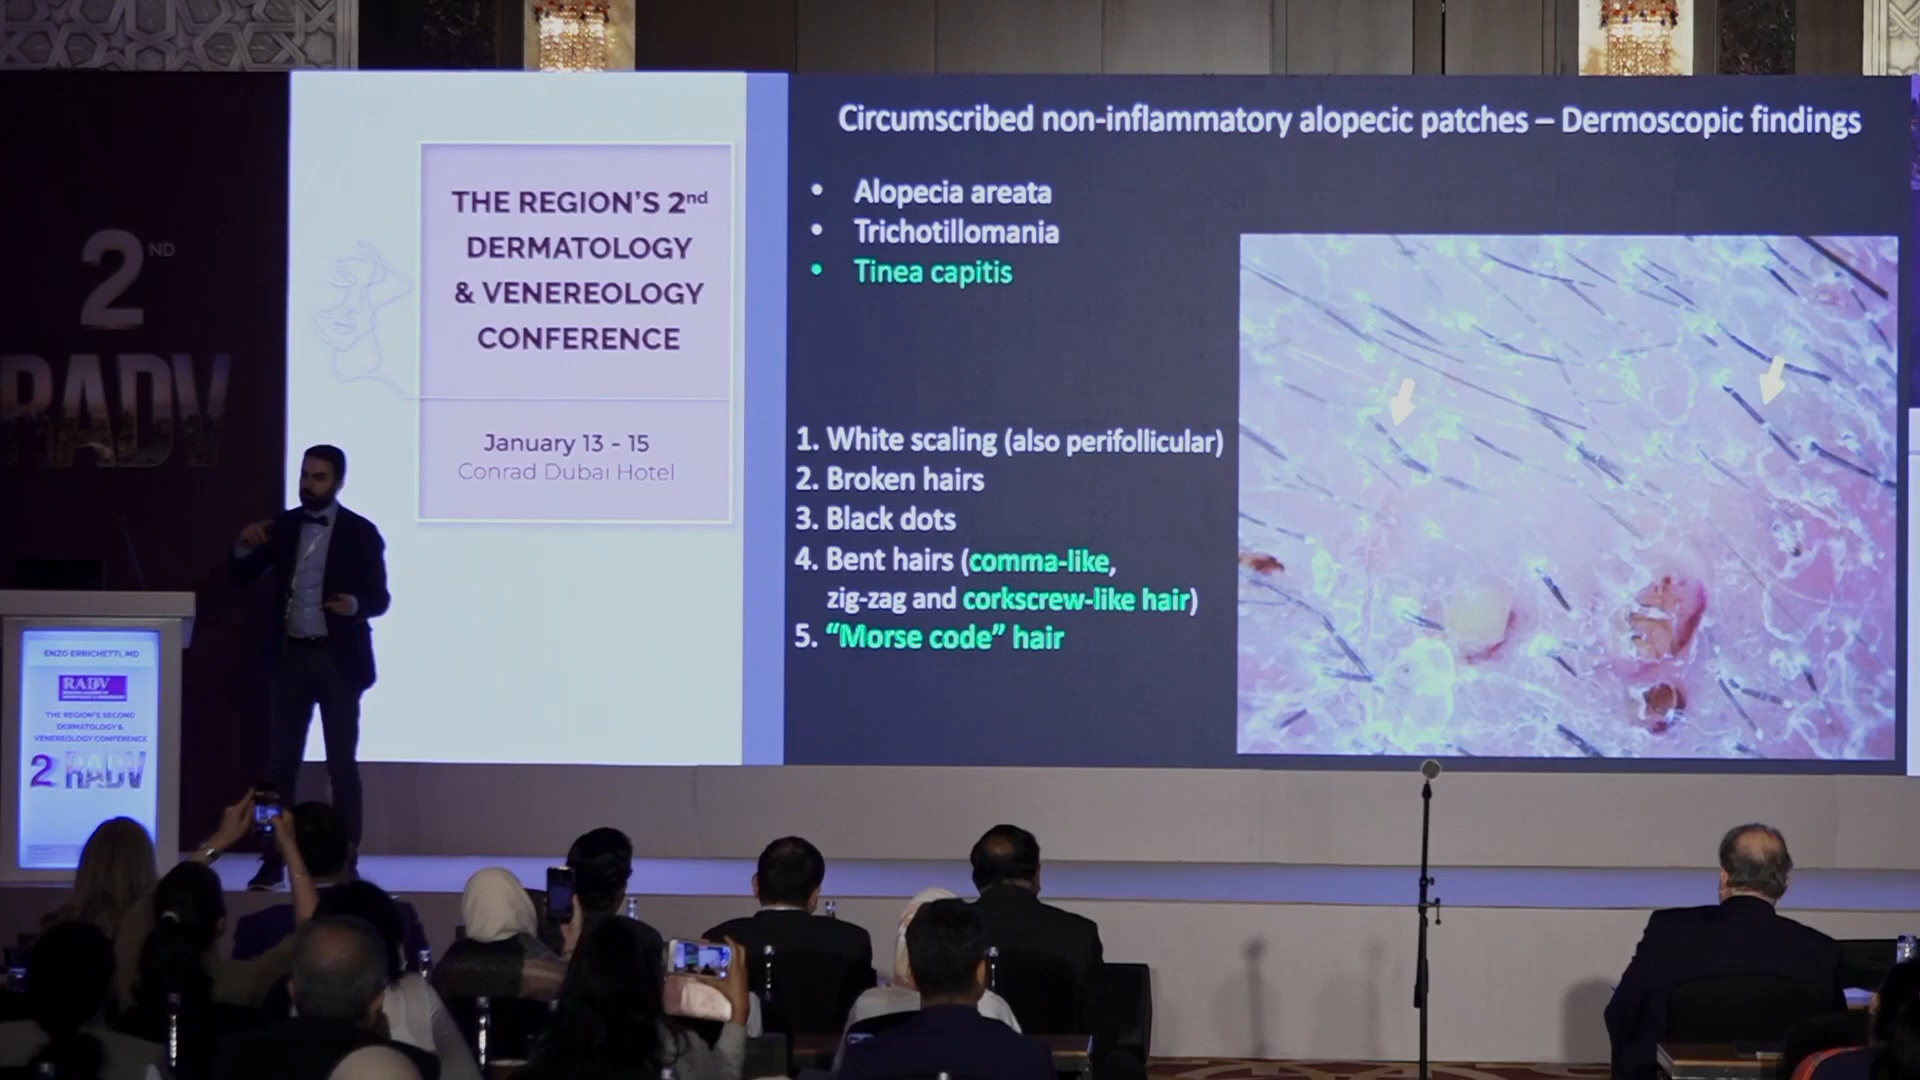 2ND
RADV
THE REGION'S 2nd
DERMATOLOGY
& VENEREOLOGY
CONFERENCE
January 13 - 15
Conrad Dubai Hotel
Circumscribed non-inflammatory alopecic patches – Dermoscopic findings
• Alopecia areata
• Trichotillomania
• Tinea capitis
1. White scaling (also perifollicular)
2. Broken hairs
3. Black dots
4. Bent hairs (comma-like,
zig-zag and corkscrew-like hair)
5. “Morse code” hair
ENZO ERRICHETTI, MD
RADV
THE REGION'S SECOND
DERMATOLOGY &
VENEREOLOGY CONFERENCE
2 RADV